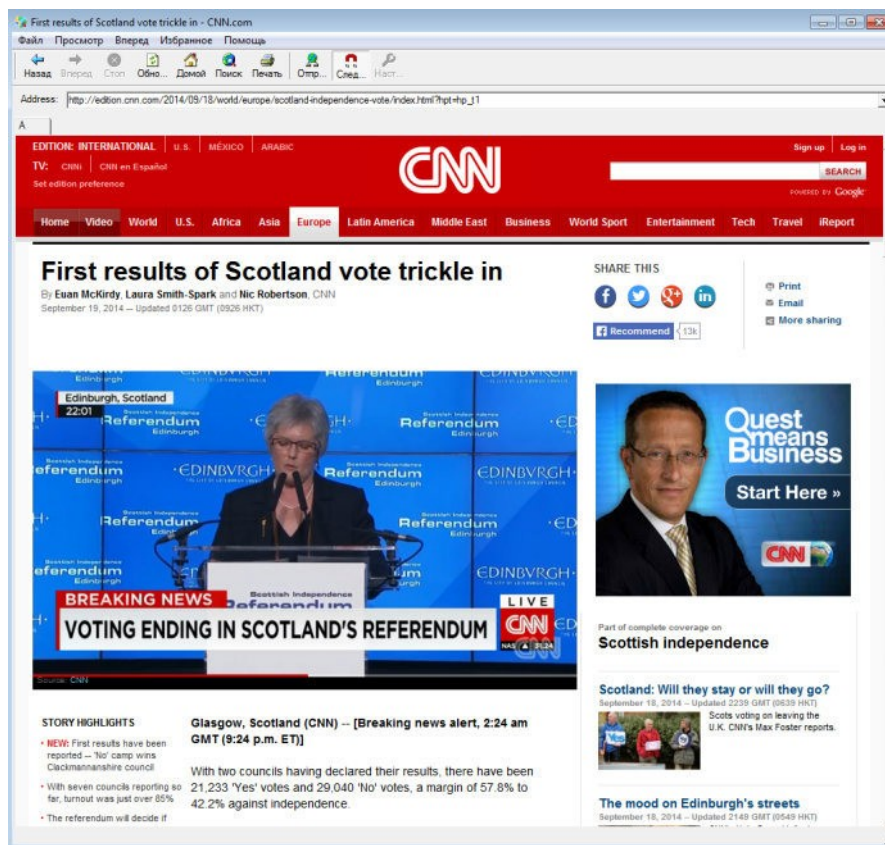 First results of Scotland vote trickle in - CNN.com
Файл Просмотр Вперед Избранное Помощь
Назад Вперед Стоп Обно... Домой Поиск Печать Отпр... След... Наст...
Address: http://edition.cnn.com/2014/09/18/world/europe/scotland-independence-vote/index.html?hpt=hp_t1
A
EDITION: INTERNATIONAL U.S. MÉXICO ARABIC
TV: CNNi CNN en Español
Set edition preference
CNN
Sign up Log in
SEARCH
POWERED BY Google
Home Video World U.S. Africa Asia Europe Latin America Middle East Business World Sport Entertainment Tech Travel iReport
First results of Scotland vote trickle in
By Euan McKirdy, Laura Smith-Spark and Nic Robertson, CNN
September 19, 2014 -- Updated 0126 GMT (0926 HKT)
SHARE THIS
Recommend 13k
Print
Email
More sharing
Edinburgh, Scotland
22:01
Referendum
Edinburgh
·EDINBVRGH·
Scottish Independence
Referendum
BREAKING NEWS
VOTING ENDING IN SCOTLAND'S REFERENDUM
LIVE
CNN
Source: CNN
Quest
means
Business
Start Here »
CNN
STORY HIGHLIGHTS
NEW: First results have been
reported -- 'No' camp wins
Clackmannanshire council
With seven councils reporting so
far, turnout was just over 85%
The referendum will decide if
Glasgow, Scotland (CNN) -- [Breaking news alert, 2:24 am
GMT (9:24 p.m. ET)]
With two councils having declared their results, there have been
21,233 'Yes' votes and 29,040 'No' votes, a margin of 57.8% to
42.2% against independence.
Part of complete coverage on
Scottish independence
Scotland: Will they stay or will they go?
September 18, 2014 -- Updated 2239 GMT (0639 HKT)
Scots voting on leaving the
U.K. CNN's Max Foster reports.
The mood on Edinburgh's streets
September 18, 2014 -- Updated 2149 GMT (0549 HKT)